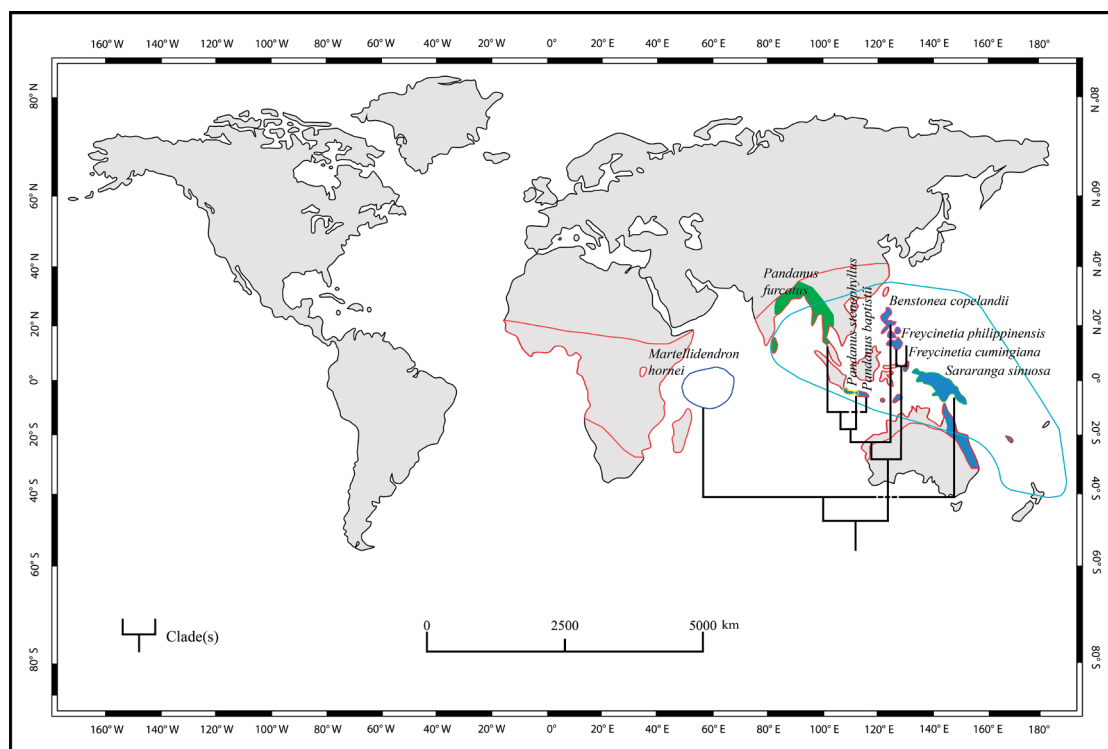 160° W 140° W 120° W 100° W 80° W 60° W 40° W 20° W 0° 20° E 40° E 60° E 80° E 100° E 120° E 140° E 160° E 180°
80° N 80° N
60° N 60° N
40° N 40° N
20° N 20° N
0° 0°
20° S 20° S
40° S 40° S
60° S 60° S
80° S 80° S
Pandanus
furcatus
Pandanus stenophyllus
Pandanus baptistii
Benstonea copelandii
Freycinetia philippinensis
Freycinetia cumingiana
Sararanga sinuosa
Martellidendron
hornei
Clade(s)
0 2500 5000 km
160° W 140° W 120° W 100° W 80° W 60° W 40° W 20° W 0° 20° E 40° E 60° E 80° E 100° E 120° E 140° E 160° E 180°